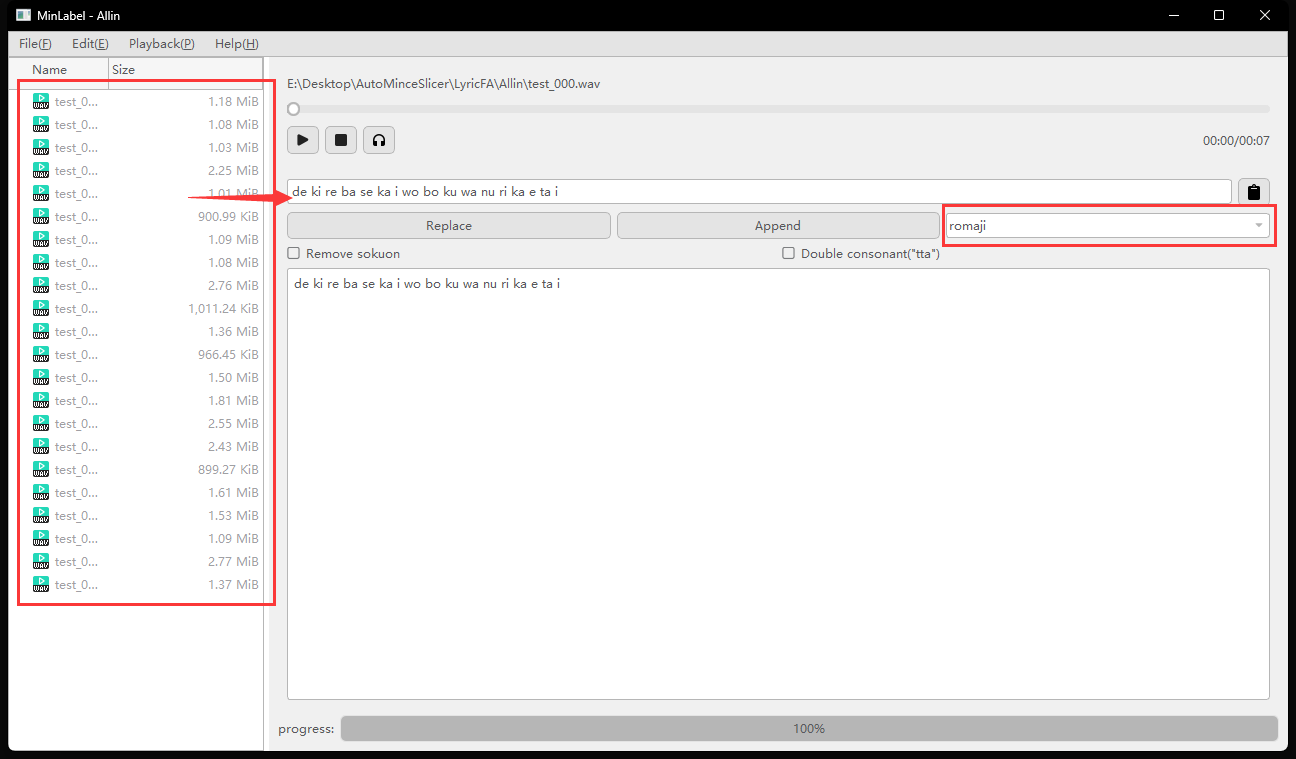 MinLabel - Allin
File(F) Edit(E) Playback(P) Help(H)
Name Size
test_0... 1.18 MiB
test_0... 1.08 MiB
test_0... 1.03 MiB
test_0... 2.25 MiB
test_0... 1.01 MiB
test_0... 900.99 KiB
test_0... 1.09 MiB
test_0... 1.08 MiB
test_0... 2.76 MiB
test_0... 1,011.24 KiB
test_0... 1.36 MiB
test_0... 966.45 KiB
test_0... 1.50 MiB
test_0... 1.81 MiB
test_0... 2.55 MiB
test_0... 2.43 MiB
test_0... 899.27 KiB
test_0... 1.61 MiB
test_0... 1.53 MiB
test_0... 1.09 MiB
test_0... 2.77 MiB
test_0... 1.37 MiB
E:\Desktop\AutoMinceSlicer\LyricFA\Allin\test_000.wav
00:00/00:07
de ki re ba se ka i wo bo ku wa nu ri ka e ta i
Replace Append romaji
Remove sokuon Double consonant("tta")
de ki re ba se ka i wo bo ku wa nu ri ka e ta i
progress: 100%